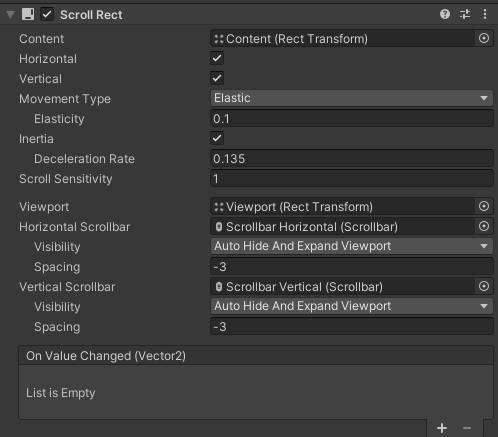 Scroll Rect
Content Content (Rect Transform)
Horizontal
Vertical
Movement Type Elastic
Elasticity 0.1
Inertia
Deceleration Rate 0.135
Scroll Sensitivity 1
Viewport Viewport (Rect Transform)
Horizontal Scrollbar Scrollbar Horizontal (Scrollbar)
Visibility Auto Hide And Expand Viewport
Spacing -3
Vertical Scrollbar Scrollbar Vertical (Scrollbar)
Visibility Auto Hide And Expand Viewport
Spacing -3
On Value Changed (Vector2)
List is Empty